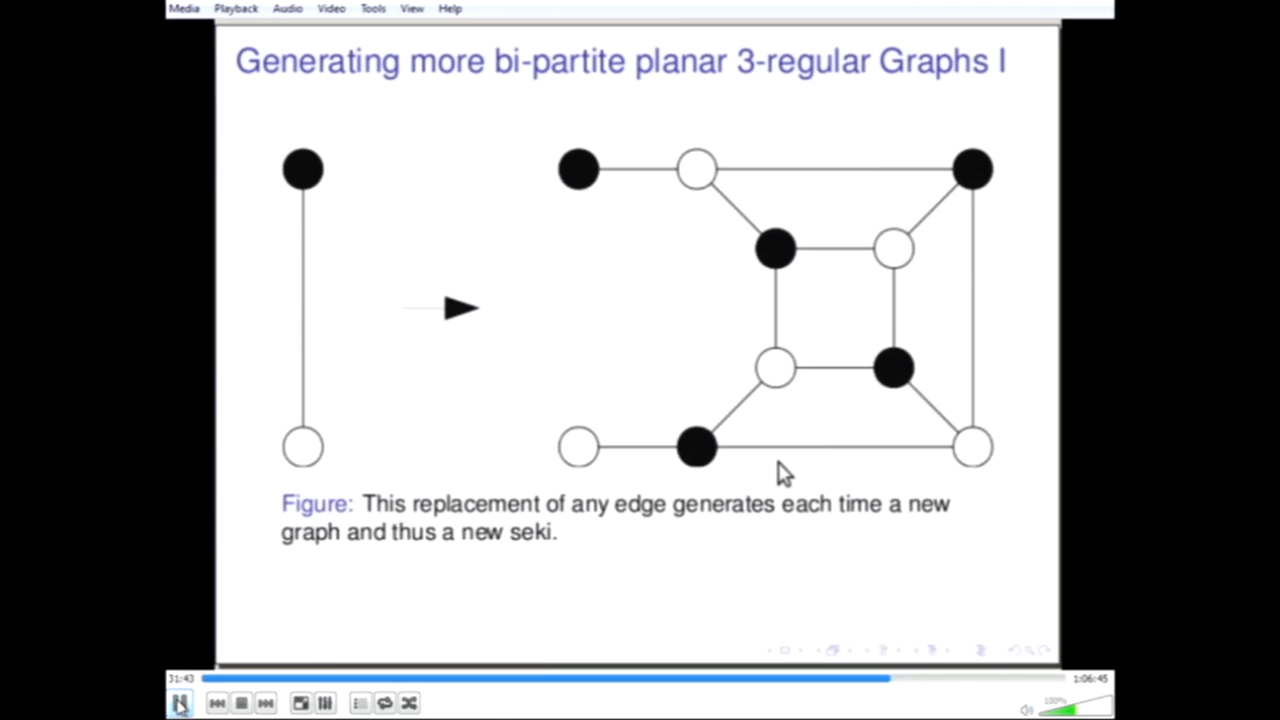 Media Playback Audio Video Tools View Help
Generating more bi-partite planar 3-regular Graphs I
Figure: This replacement of any edge generates each time a new
graph and thus a new seki.
31:43
1:06:45
100%